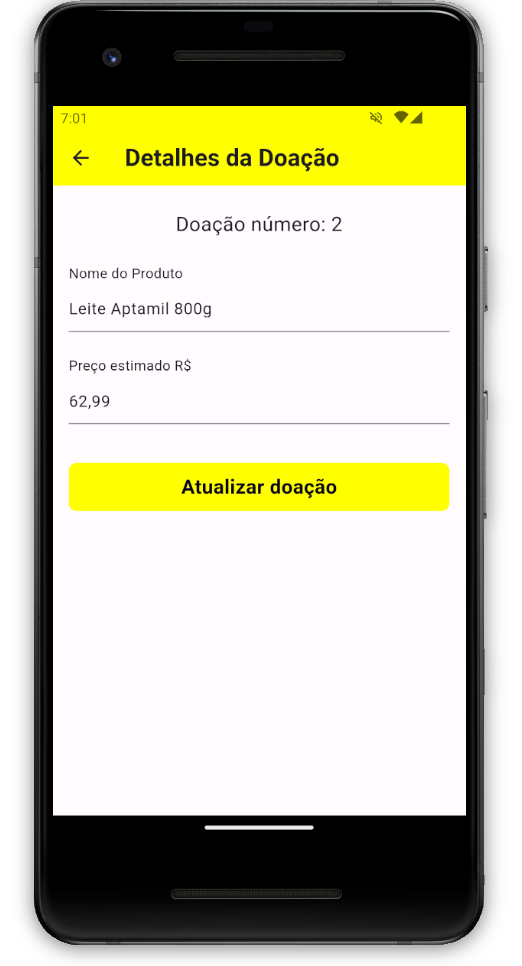 7:01
Detalhes da Doação
Doação número: 2
Nome do Produto
Leite Aptamil 800g
Preço estimado R$
62,99
Atualizar doação